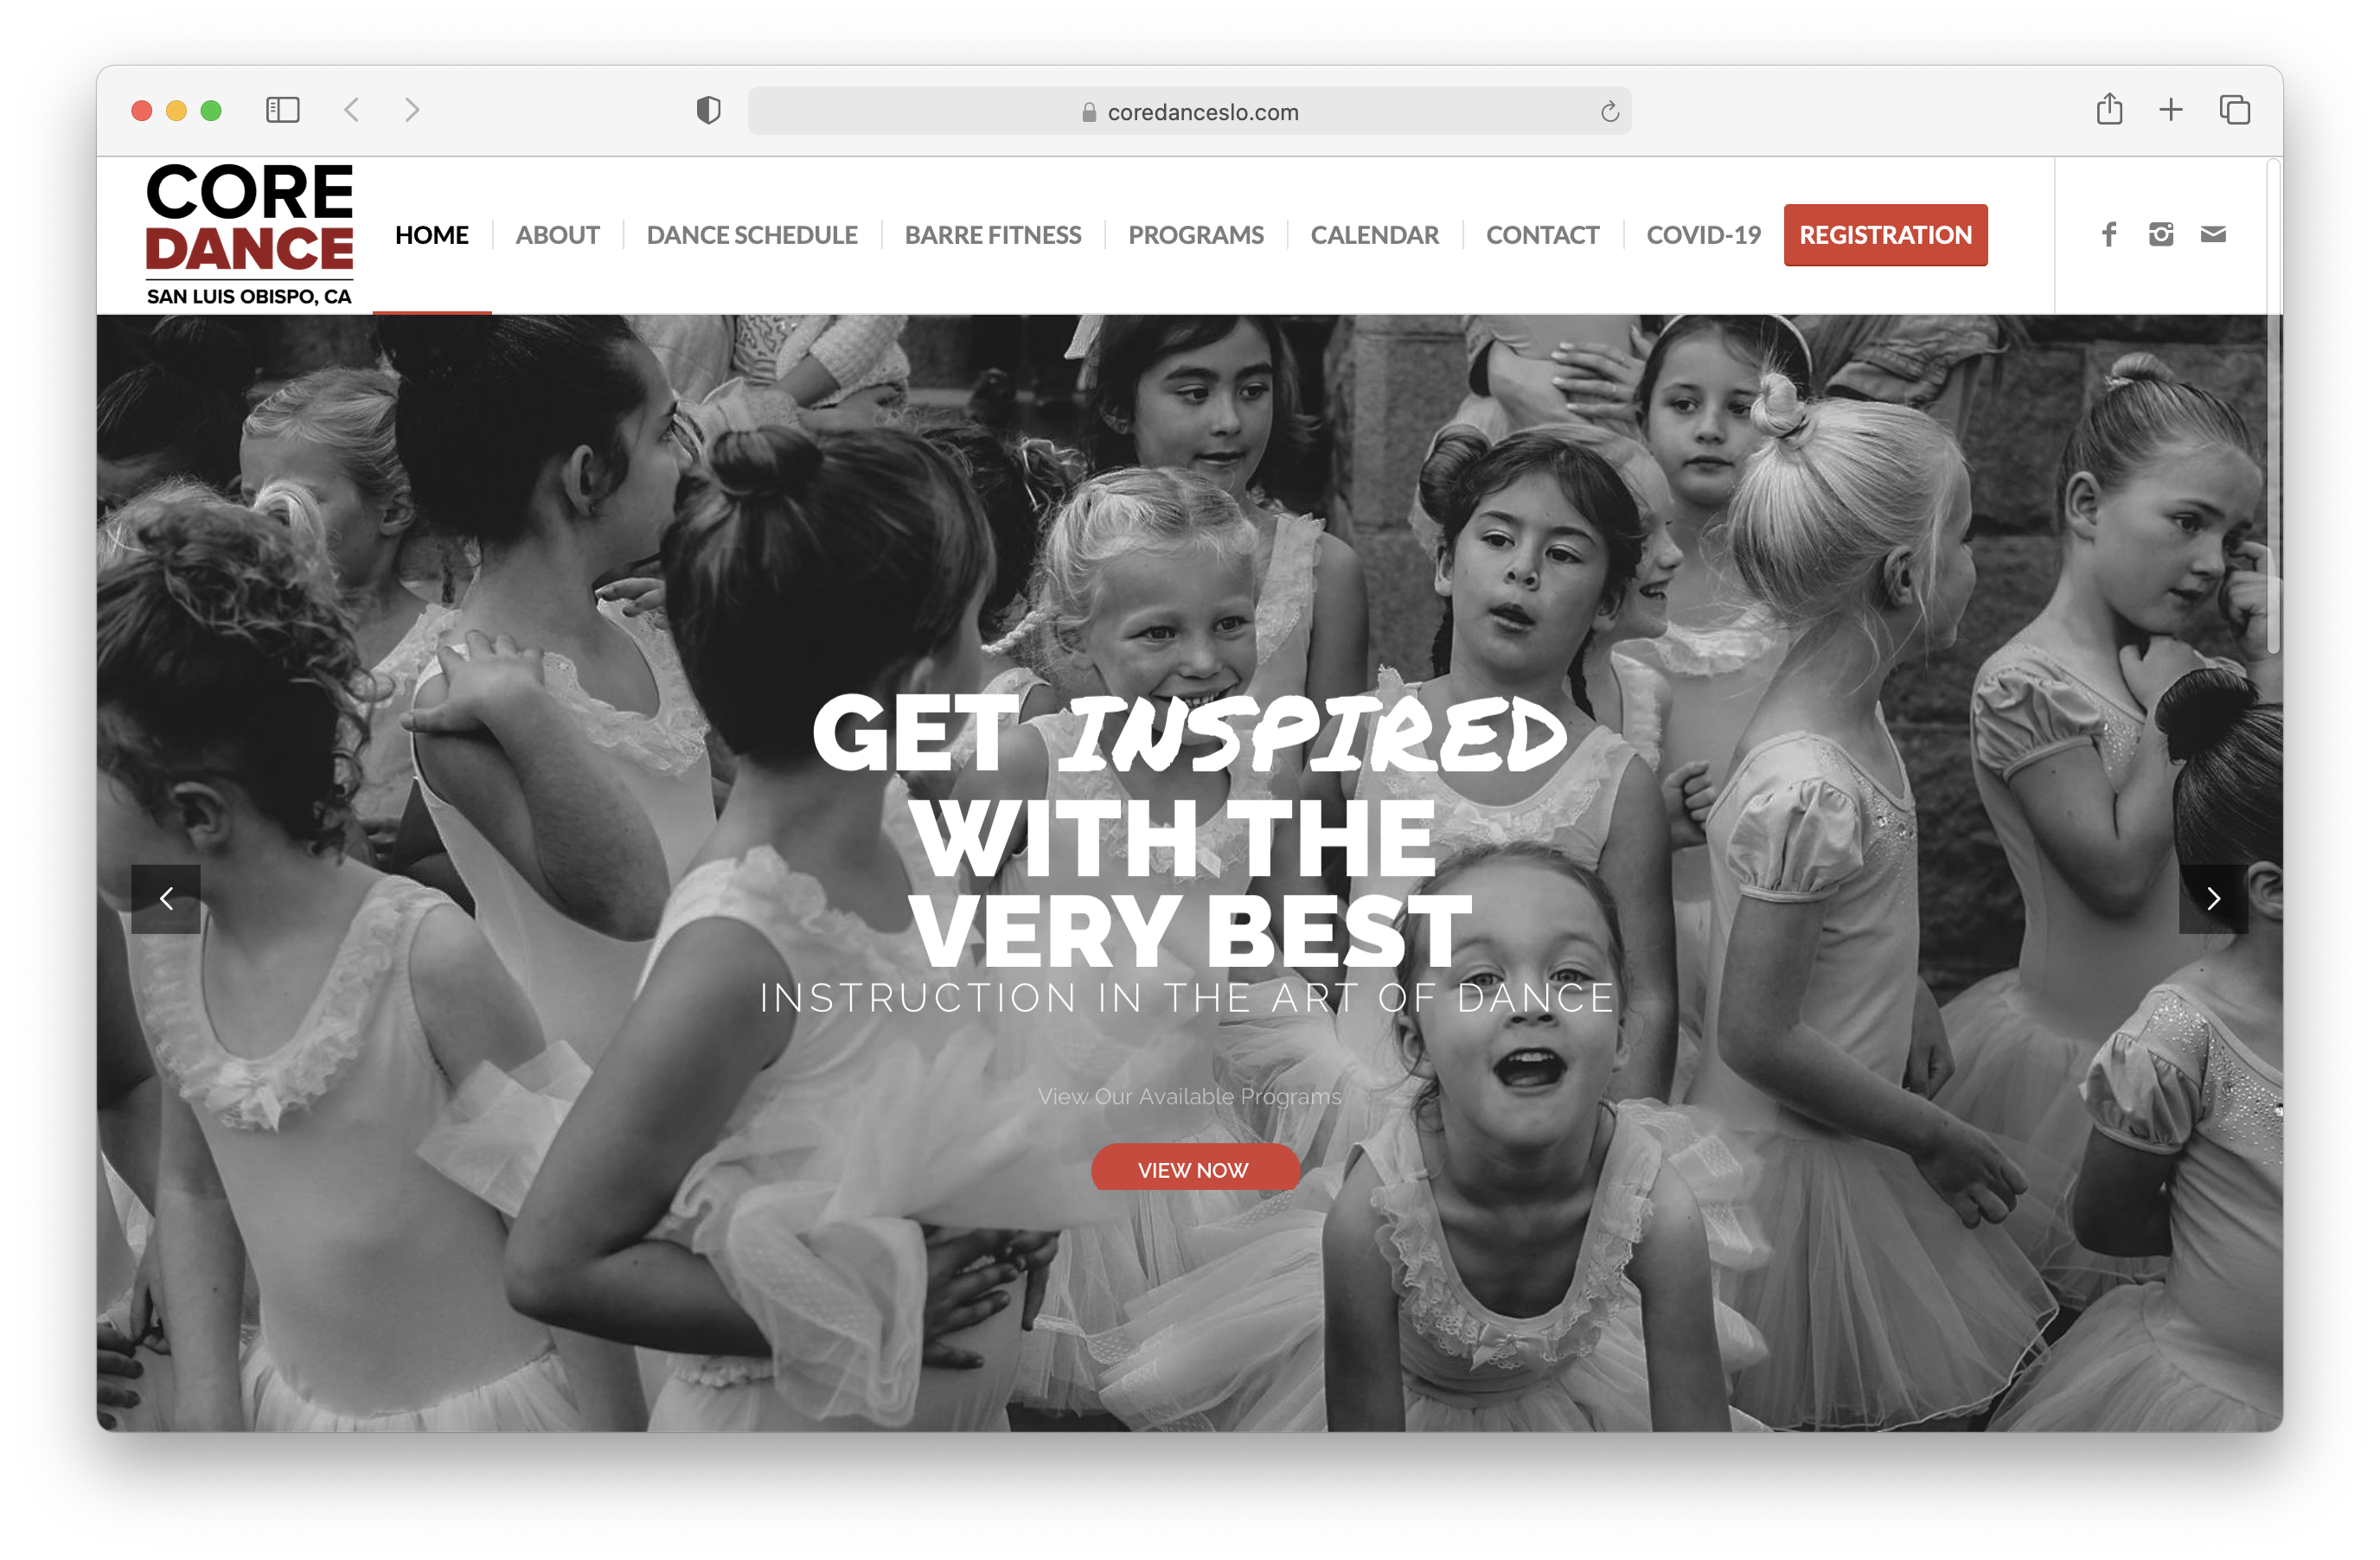 coredanceslo.com
CORE
DANCE
SAN LUIS OBISPO, CA
HOME
ABOUT
DANCE SCHEDULE
BARRE FITNESS
PROGRAMS
CALENDAR
CONTACT
COVID-19
REGISTRATION
GET INSPIRED
WITH THE
VERY BEST
INSTRUCTION IN THE ART OF DANCE
View Our Available Programs
VIEW NOW